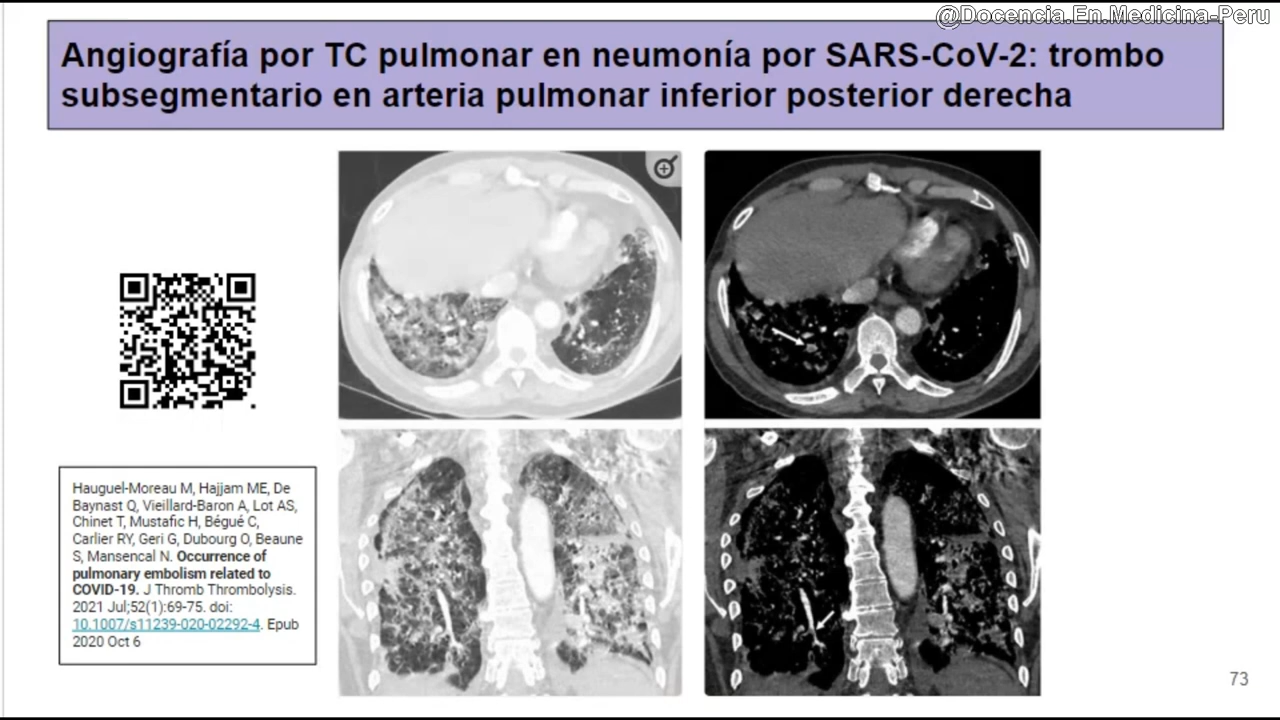 @Docencia.En.Medicina-Peru
Angiografía por TC pulmonar en neumonía por SARS-CoV-2: trombo
subsegmentario en arteria pulmonar inferior posterior derecha
Hauguel-Moreau M, Hajjam ME, De
Baynast Q, Vieillard-Baron A, Lot AS,
Chinet T, Mustafic H, Bégué C,
Carlier RY, Geri G, Dubourg O, Beaune
S, Mansencal N. Occurrence of
pulmonary embolism related to
COVID-19. J Thromb Thrombolysis.
2021 Jul;52(1):69-75. doi:
10.1007/s11239-020-02292-4. Epub
2020 Oct 6
73